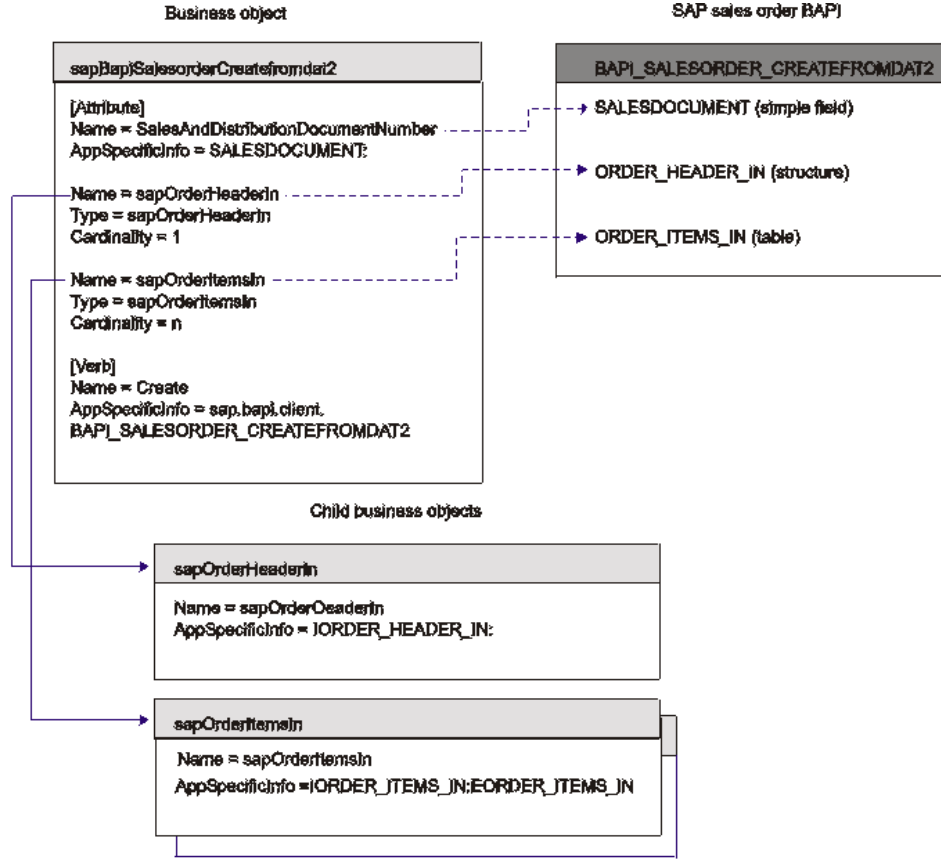 Business object
SAP sales order BAPI
sapBapiSalesorderCreatefromdat2
[Attribute]
Name = SalesAndDistributionDocumentNumber
AppSpecificInfo = SALESDOCUMENT:
Name = sapOrderHeaderIn
Type = sapOrderHeaderIn
Cardinality = 1
Name = sapOrderItemsIn
Type = sapOrderItemsIn
Cardinality = n
[Verb]
Name = Create
AppSpecificInfo = sap.bapi.client.
BAPI_SALESORDER_CREATEFROMDAT2
BAPI_SALESORDER_CREATEFROMDAT2
SALESDOCUMENT (simple field)
ORDER_HEADER_IN (structure)
ORDER_ITEMS_IN (table)
Child business objects
sapOrderHeaderIn
Name = sapOrderOeaderIn
AppSpecificInfo = IORDER_HEADER_IN:
sapOrderItemsIn
Name = sapOrderItemsIn
AppSpecificInfo =IORDER_ITEMS_IN:EORDER_ITEMS_IN